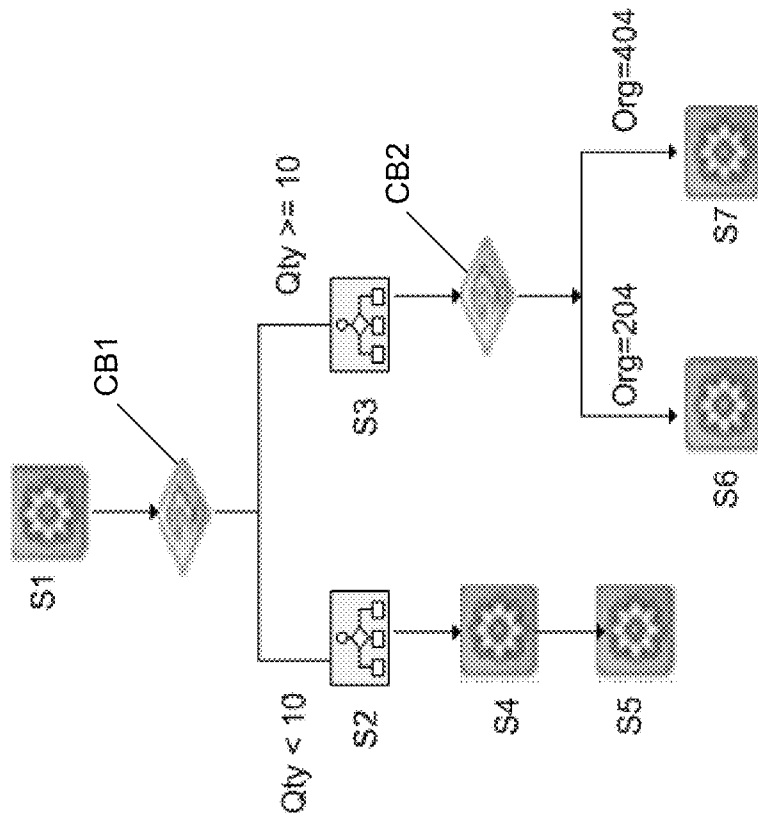 S1
CB1
Qty < 10
Qty >= 10
S2
S3
CB2
S4
S5
Org=204
Org=404
S6
S7